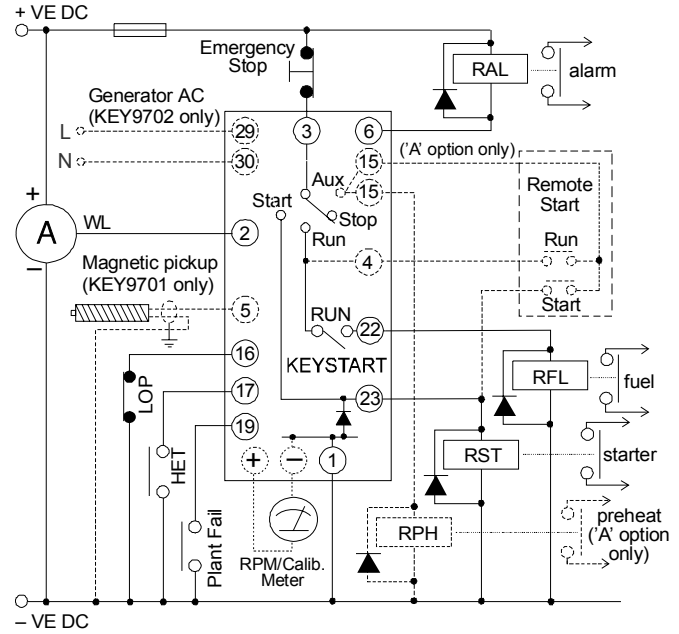 + VE DC
Emergency
Stop
RAL
alarm
Generator AC
(KEY9702 only)
L
29
3
6
N
30
('A' option only)
15
Aux
15
Remote
Start
Start
Stop
+
A
WL
2
Run
Run
–
Magnetic pickup
(KEY9701 only)
4
Start
5
RUN
22
KEYSTART
16
LOP
RFL
fuel
17
23
HET
19
RST
starter
+
–
1
Plant Fail
RPM/Calib.
Meter
RPH
preheat
('A' option
only)
– VE DC